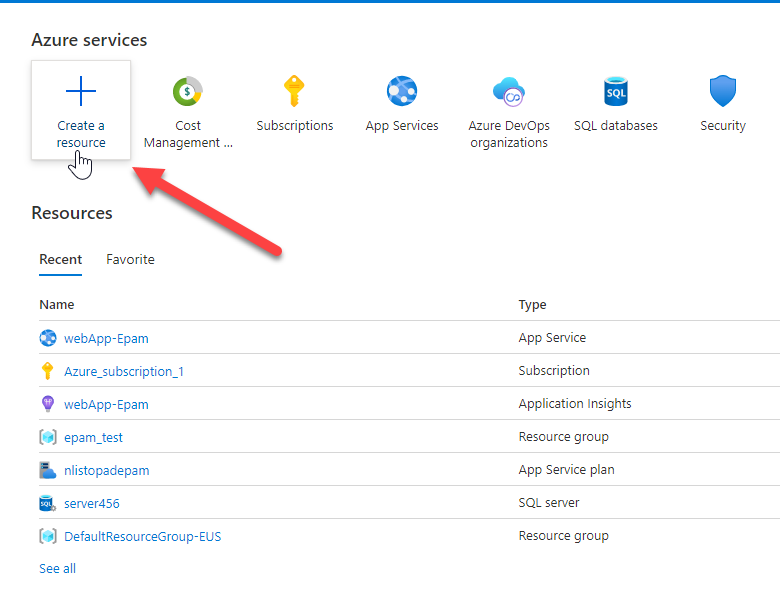 Azure services
Create a
resource
Cost
Management ...
Subscriptions
App Services
Azure DevOps
organizations
SQL
SQL databases
Security
Resources
Recent
Favorite
Name
Type
webApp-Epam
App Service
Azure_subscription_1
Subscription
webApp-Epam
Application Insights
epam_test
Resource group
nlistopadepam
App Service plan
SQL
server456
SQL server
DefaultResourceGroup-EUS
Resource group
See all